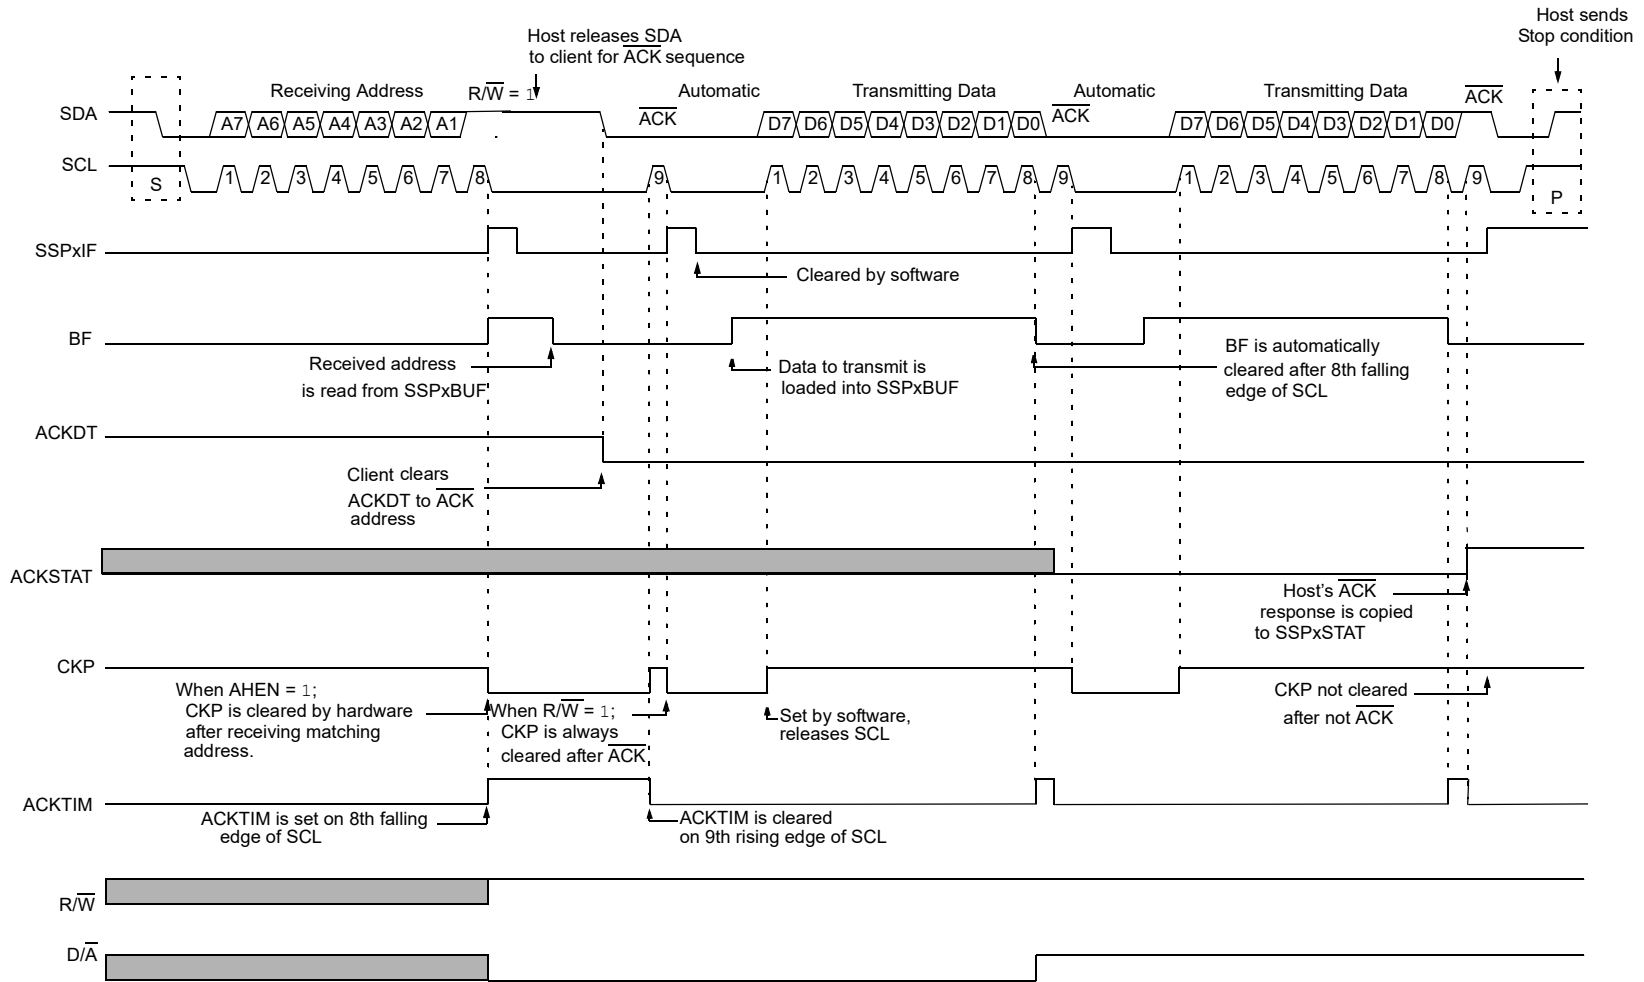 Host sends
Stop condition
Host releases SDA
to client for A̅C̅K̅ sequence
Receiving Address
R/W̅ = 1
Automatic
Transmitting Data
Automatic
Transmitting Data
A̅C̅K̅
SDA
A7 A6 A5 A4 A3 A2 A1
A̅C̅K̅
D7 D6 D5 D4 D3 D2 D1 D0
A̅C̅K̅
D7 D6 D5 D4 D3 D2 D1 D0
SCL
S
1 2 3 4 5 6 7 8 9 1 2 3 4 5 6 7 8 9 1 2 3 4 5 6 7 8 9
P
SSPxIF
Cleared by software
BF
Received address
is read from SSPxBUF
Data to transmit is
loaded into SSPxBUF
BF is automatically
cleared after 8th falling
edge of SCL
ACKDT
Client clears
ACKDT to A̅C̅K̅
address
ACKSTAT
Host's A̅C̅K̅
response is copied
to SSPxSTAT
CKP
When AHEN = 1;
CKP is cleared by hardware
after receiving matching
address.
When R/W̅ = 1;
CKP is always
cleared after A̅C̅K̅
Set by software,
releases SCL
CKP not cleared
after not A̅C̅K̅
ACKTIM
ACKTIM is set on 8th falling
edge of SCL
ACKTIM is cleared
on 9th rising edge of SCL
R/W̅
D/A̅